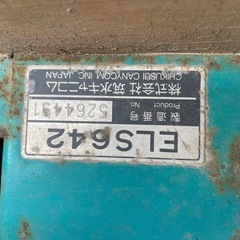 ELS642
製造番号
Product 5264491
株式会社 筑水キャニコム
CHIKUSUI CANYCOM, INC. JAPAN